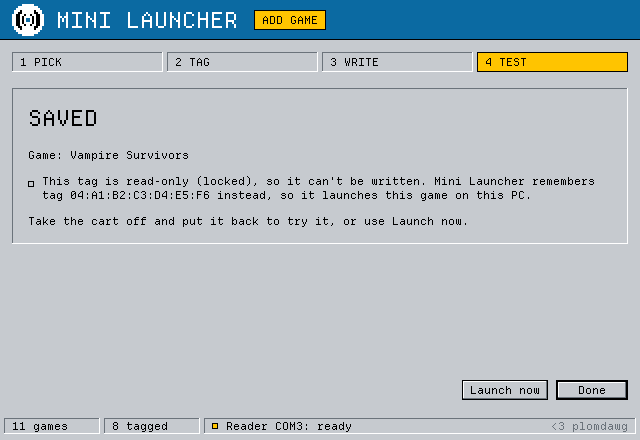 MINI LAUNCHER
ADD GAME
1 PICK
2 TAG
3 WRITE
4 TEST
SAVED
Game: Vampire Survivors
This tag is read-only (locked), so it can't be written. Mini Launcher remembers
tag 04:A1:B2:C3:D4:E5:F6 instead, so it launches this game on this PC.
Take the cart off and put it back to try it, or use Launch now.
Launch now
Done
11 games
8 tagged
Reader COM3: ready
<3 plomdawg